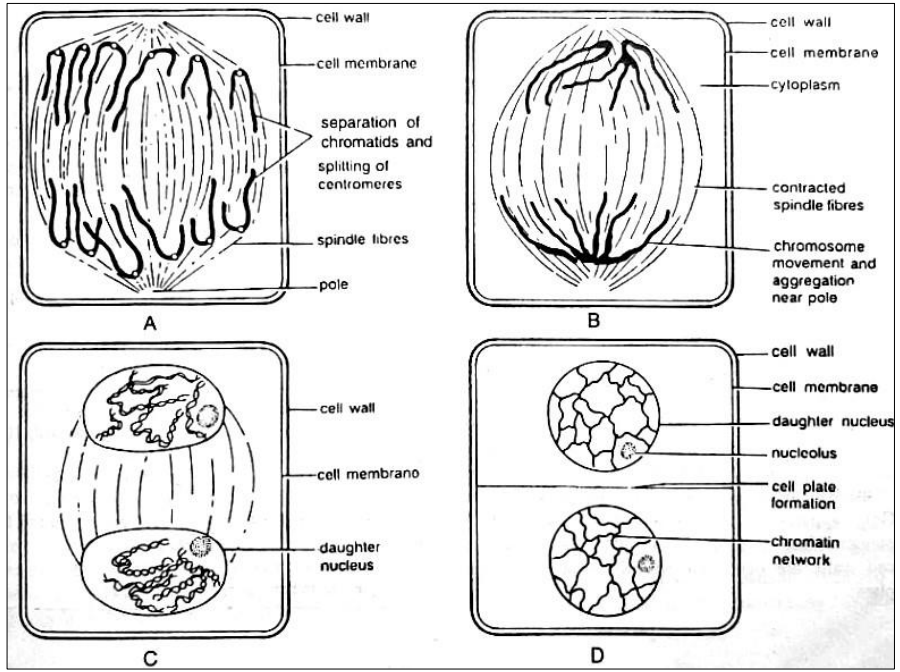 cell wall
cell membrane
separation of
chromatids and
splitting of
centromeres
spindle fibres
pole
A
cell wall
cell membrane
cytoplasm
contracted
spindle fibres
chromosome
movement and
aggregation
near pole
B
cell wall
cell membrane
daughter
nucleus
C
cell wall
cell membrane
daughter nucleus
nucleolus
cell plate
formation
chromatin
network
D